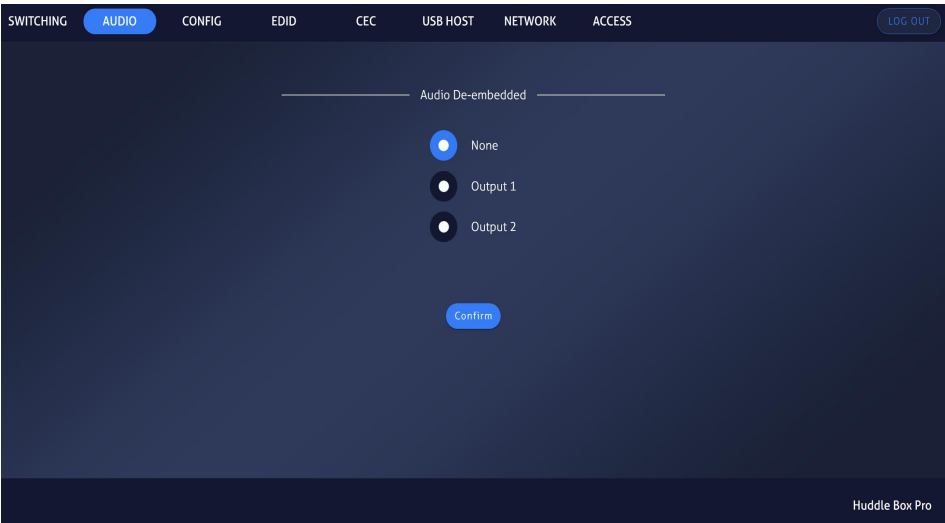 SWITCHING AUDIO CONFIG EDID CEC USB HOST NETWORK ACCESS LOG OUT
Audio De-embedded
None
Output 1
Output 2
Confirm
Huddle Box Pro